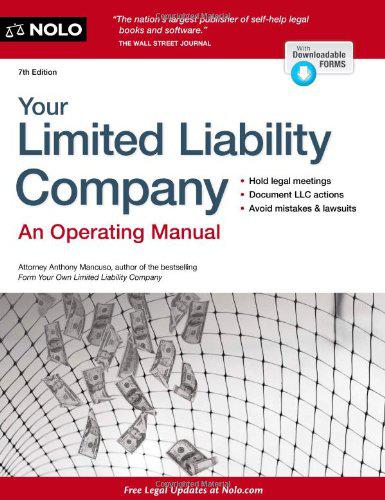 NOLO
"The nation's largest publisher of self-help legal
books and software."
THE WALL STREET JOURNAL
With
Downloadable
FORMS
7th Edition
Your
Limited Liability
Company
• Hold legal meetings
• Document LLC actions
• Avoid mistakes & lawsuits
An Operating Manual
Attorney Anthony Mancuso, author of the bestselling
Form Your Own Limited Liability Company
Free Legal Updates at Nolo.com